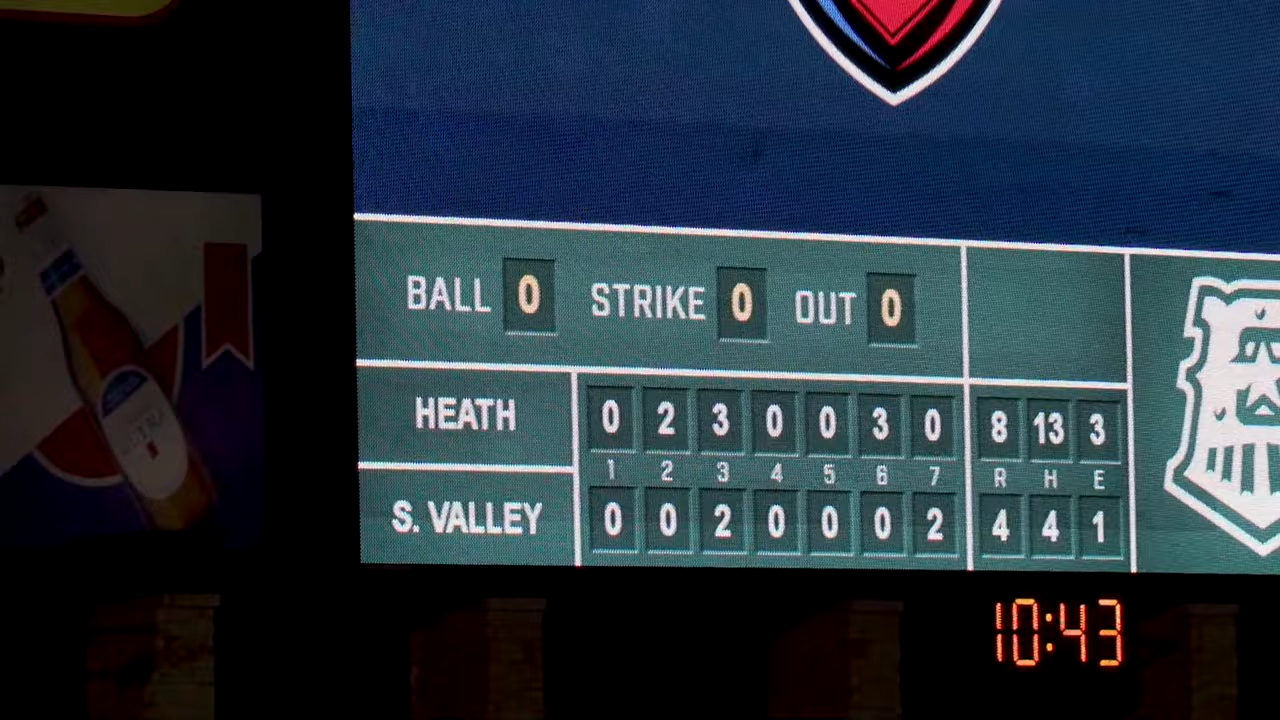 BALL 0 STRIKE 0 OUT 0
HEATH 0 2 3 0 0 3 0 8 13 3
1 2 3 4 5 6 7 R H E
S. VALLEY 0 0 2 0 0 0 2 4 4 1
10:43